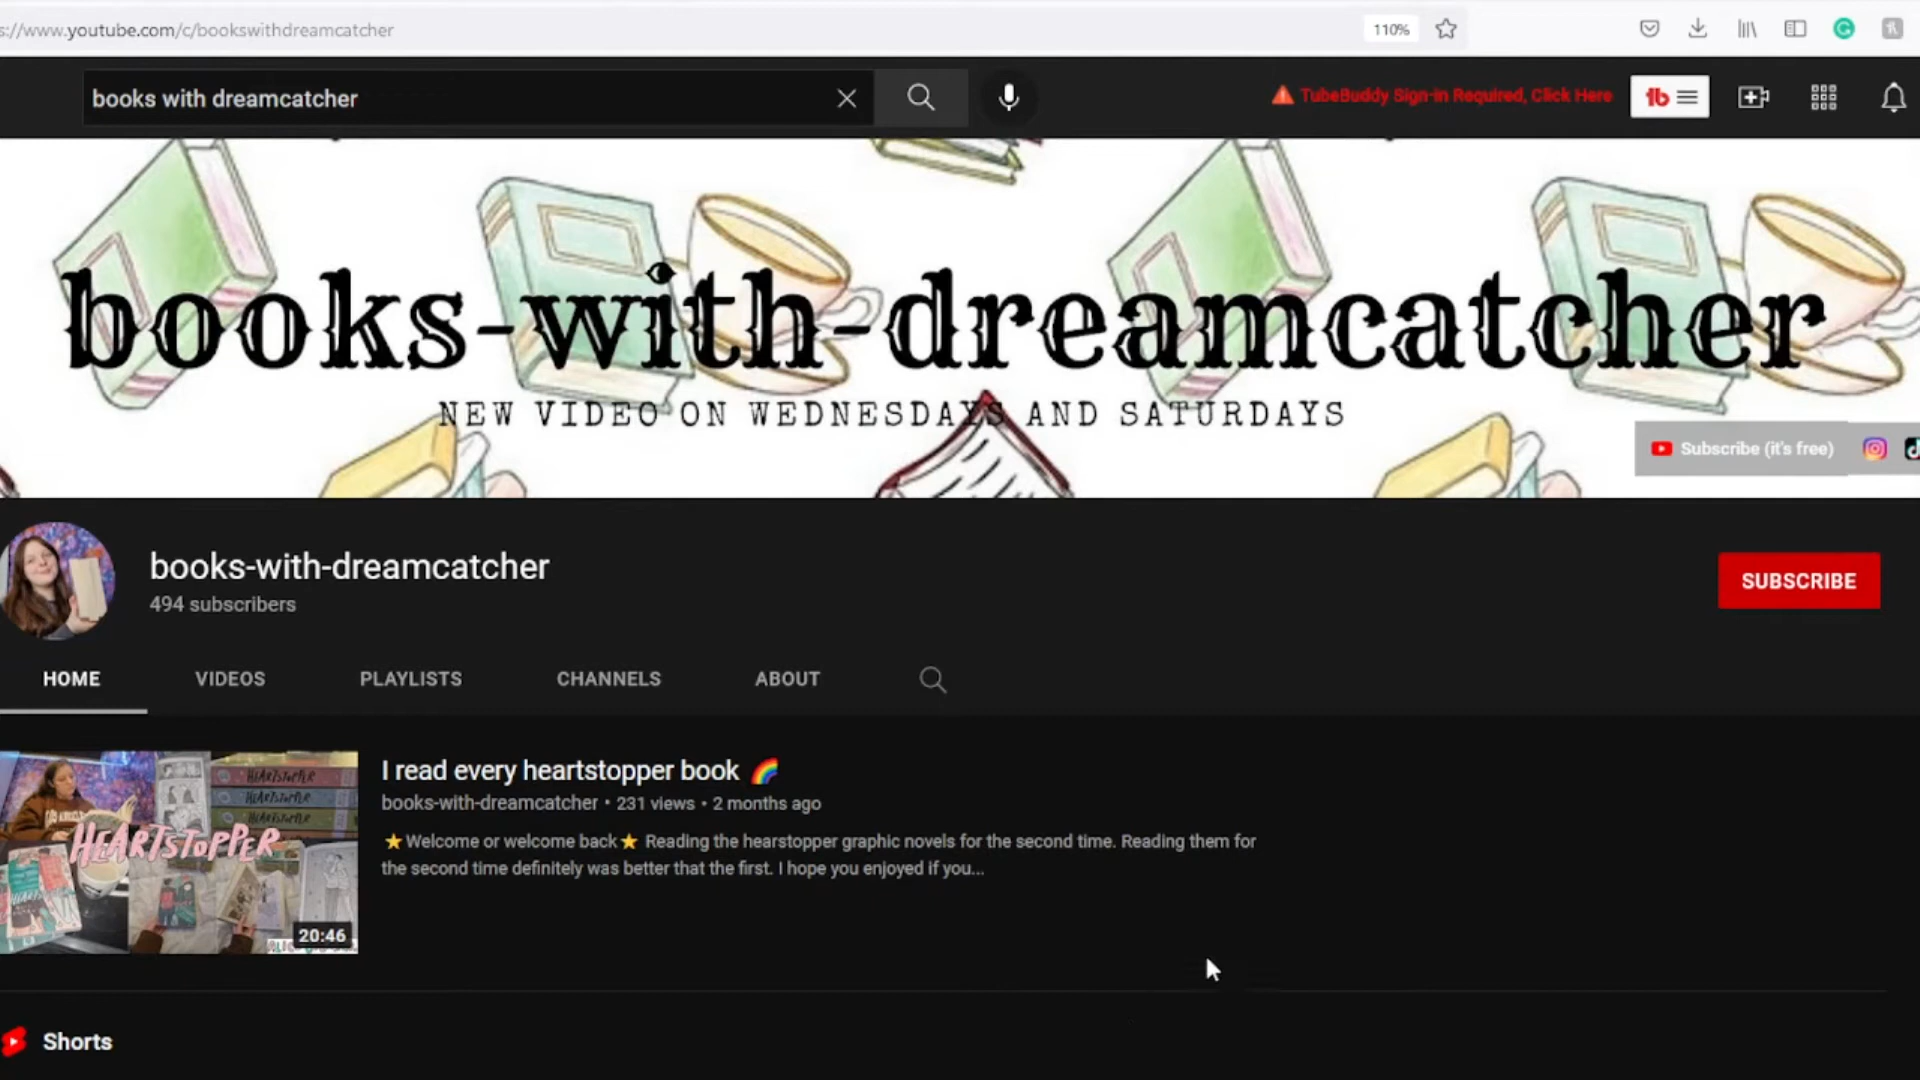 s://www.youtube.com/c/bookswithdreamcatcher
110%
books with dreamcatcher
TubeBuddy Sign-in Required, Click Here
tb
books-with-dreamcatcher
NEW VIDEO ON WEDNESDAYS AND SATURDAYS
Subscribe (it's free)
books-with-dreamcatcher
494 subscribers
SUBSCRIBE
HOME
VIDEOS
PLAYLISTS
CHANNELS
ABOUT
HEARTSTOPPER
HEARTSTOPPER
HEARTSTOPPER
20:46
I read every heartstopper book 🌈
books-with-dreamcatcher • 231 views • 2 months ago
⭐Welcome or welcome back⭐ Reading the hearstopper graphic novels for the second time. Reading them for
the second time definitely was better that the first. I hope you enjoyed if you...
Shorts